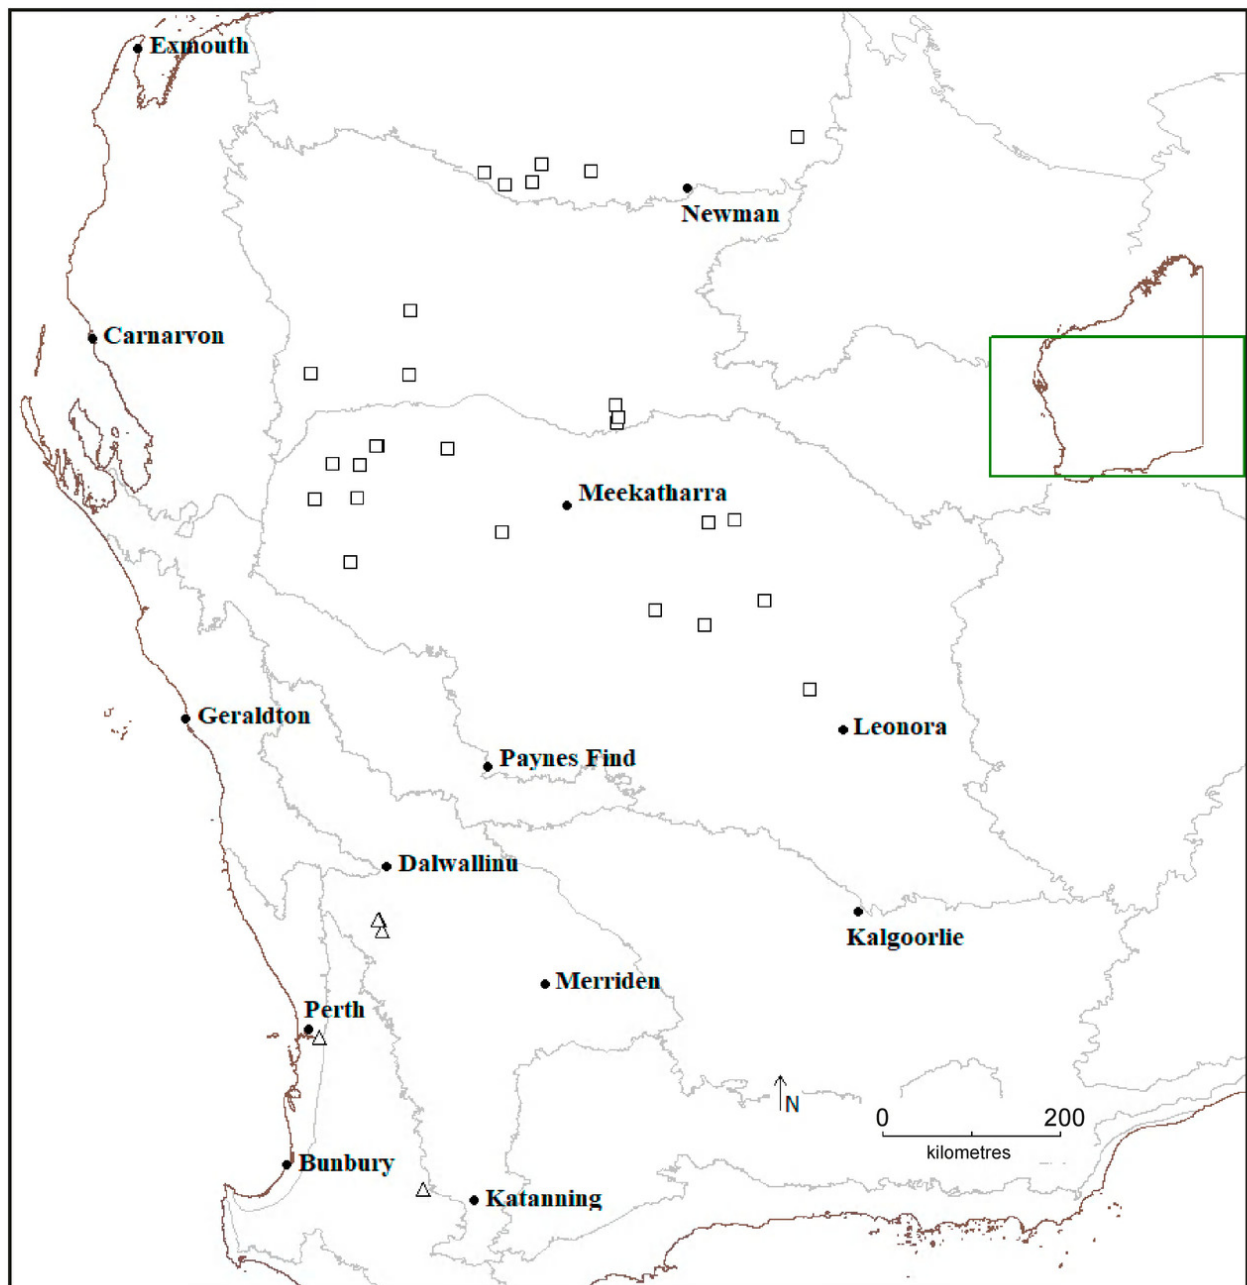 Exmouth
Newman
Carnarvon
Meekatharra
Geraldton
Leonora
Paynes Find
Dalwallinu
Kalgoorlie
Merriden
Perth
N
0 200
kilometres
Bunbury
Katanning